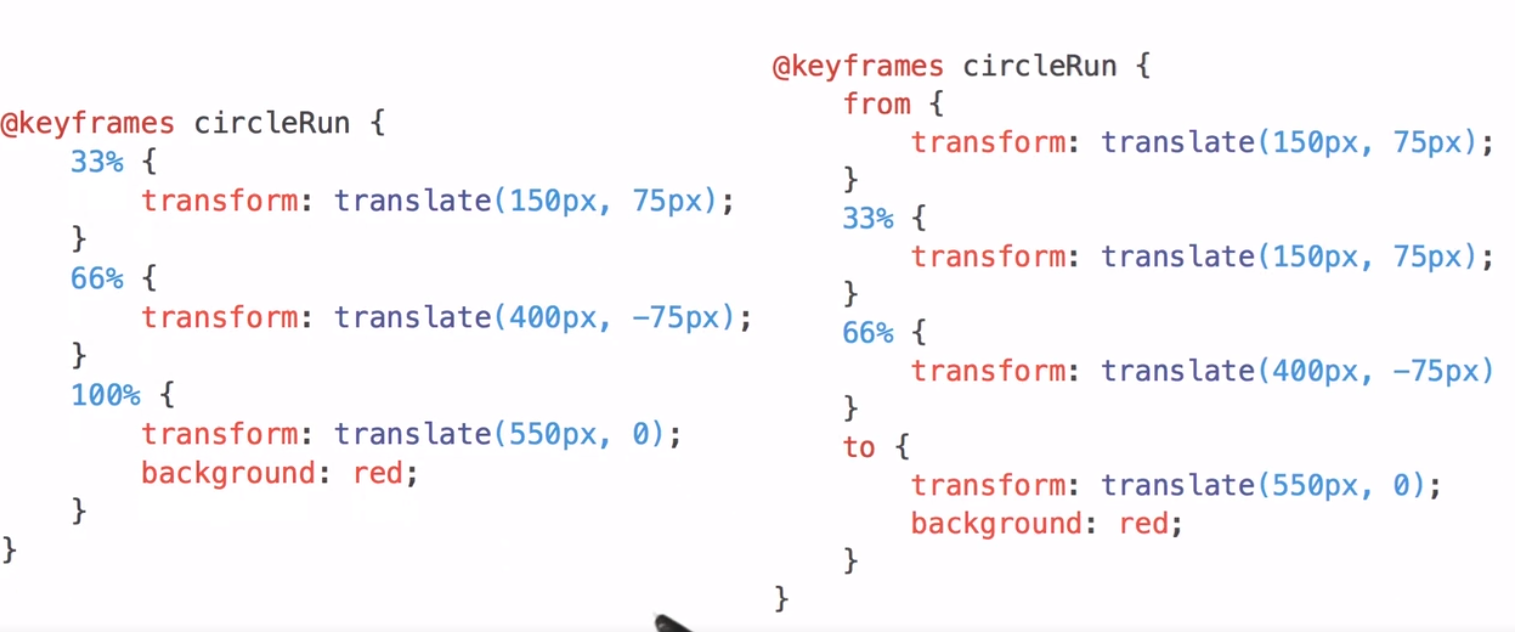 @keyframes circleRun {
    33% {
        transform: translate(150px, 75px);
    }
    66% {
        transform: translate(400px, -75px);
    }
    100% {
        transform: translate(550px, 0);
        background: red;
    }
}
@keyframes circleRun {
    from {
        transform: translate(150px, 75px);
    }
    33% {
        transform: translate(150px, 75px);
    }
    66% {
        transform: translate(400px, -75px)
    }
    to {
        transform: translate(550px, 0);
        background: red;
    }
}